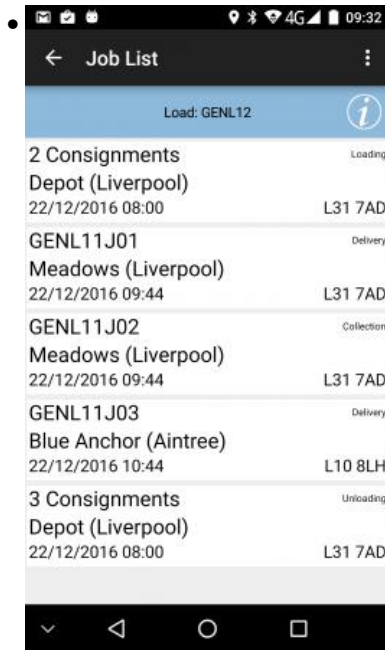 4G 09:32
Job List
Load: GENL12
2 Consignments Loading
Depot (Liverpool)
22/12/2016 08:00 L31 7AD
GENL11J01 Delivery
Meadows (Liverpool)
22/12/2016 09:44 L31 7AD
GENL11J02 Collection
Meadows (Liverpool)
22/12/2016 09:44 L31 7AD
GENL11J03 Delivery
Blue Anchor (Aintree)
22/12/2016 10:44 L10 8LH
3 Consignments Unloading
Depot (Liverpool)
22/12/2016 08:00 L31 7AD